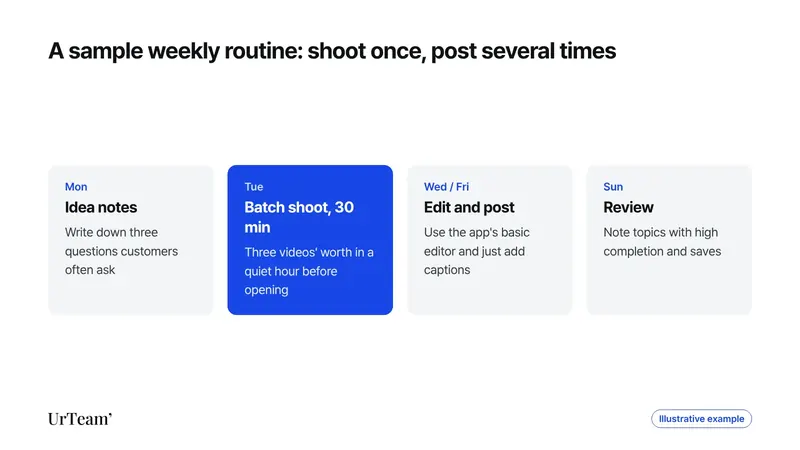 A sample weekly routine: shoot once, post several times
Mon
Idea notes
Write down three
questions customers
often ask
Tue
Batch shoot, 30
min
Three videos’ worth in a
quiet hour before
opening
Wed / Fri
Edit and post
Use the app's basic
editor and just add
captions
Sun
Review
Note topics with high
completion and saves
UrTeam’
Illustrative example